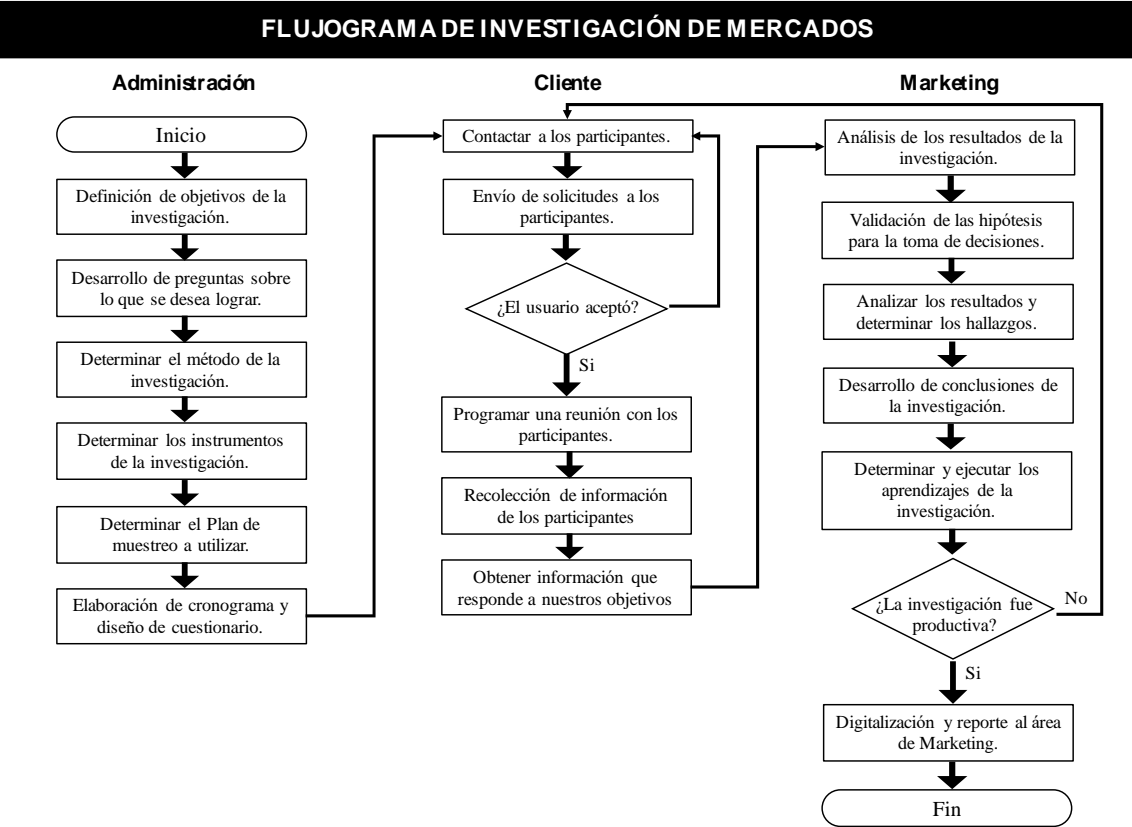 FLUJOGRAMA DE INVESTIGACIÓN DE MERCADOS
Administración
Inicio
Definición de objetivos de la
investigación.
Desarrollo de preguntas sobre
lo que se desea lograr.
Determinar el método de la
investigación.
Determinar los instrumentos
de la investigación.
Determinar el Plan de
muestreo a utilizar.
Elaboración de cronograma y
diseño de cuestionario.
Cliente
Contactar a los participantes.
Envío de solicitudes a los
participantes.
¿El usuario aceptó?
Si
Programar una reunión con los
participantes.
Recolección de información
de los participantes
Obtener información que
responde a nuestros objetivos
Marketing
Análisis de los resultados de la
investigación.
Validación de las hipótesis
para la toma de decisiones.
Analizar los resultados y
determinar los hallazgos.
Desarrollo de conclusiones de
la investigación.
Determinar y ejecutar los
aprendizajes de la
investigación.
¿La investigación fue
productiva?
No
Si
Digitalización y reporte al área
de Marketing.
Fin